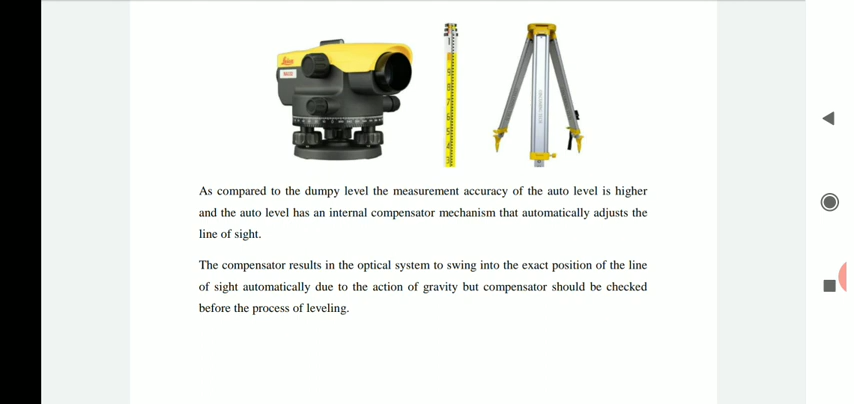 Leica
As compared to the dumpy level the measurement accuracy of the auto level is higher
and the auto level has an internal compensator mechanism that automatically adjusts the
line of sight.
The compensator results in the optical system to swing into the exact position of the line
of sight automatically due to the action of gravity but compensator should be checked
before the process of leveling.